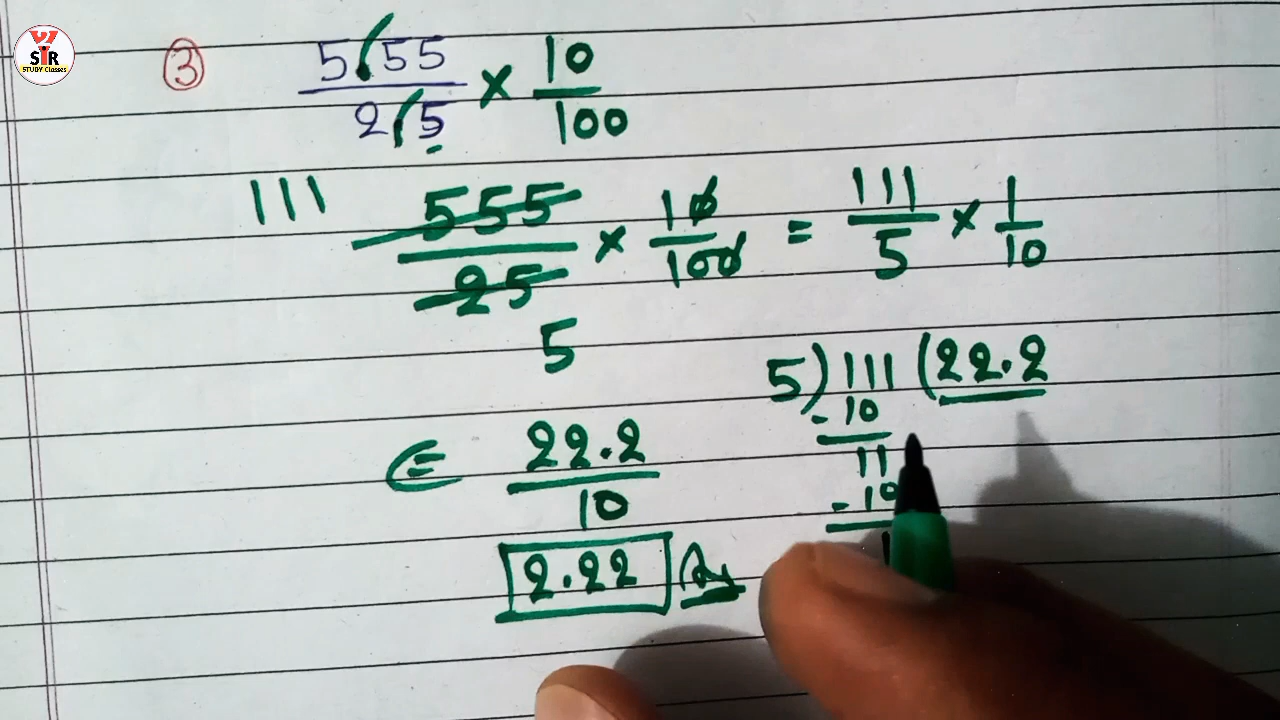 SIR
STUDY Classes
③ 5.55/2.5 × 10/100
111 555/25 × 10/100 = 111/5 × 1/10
5
5) 111 (22.2
- 10
11
- 10
1
= 22.2/10
2.22